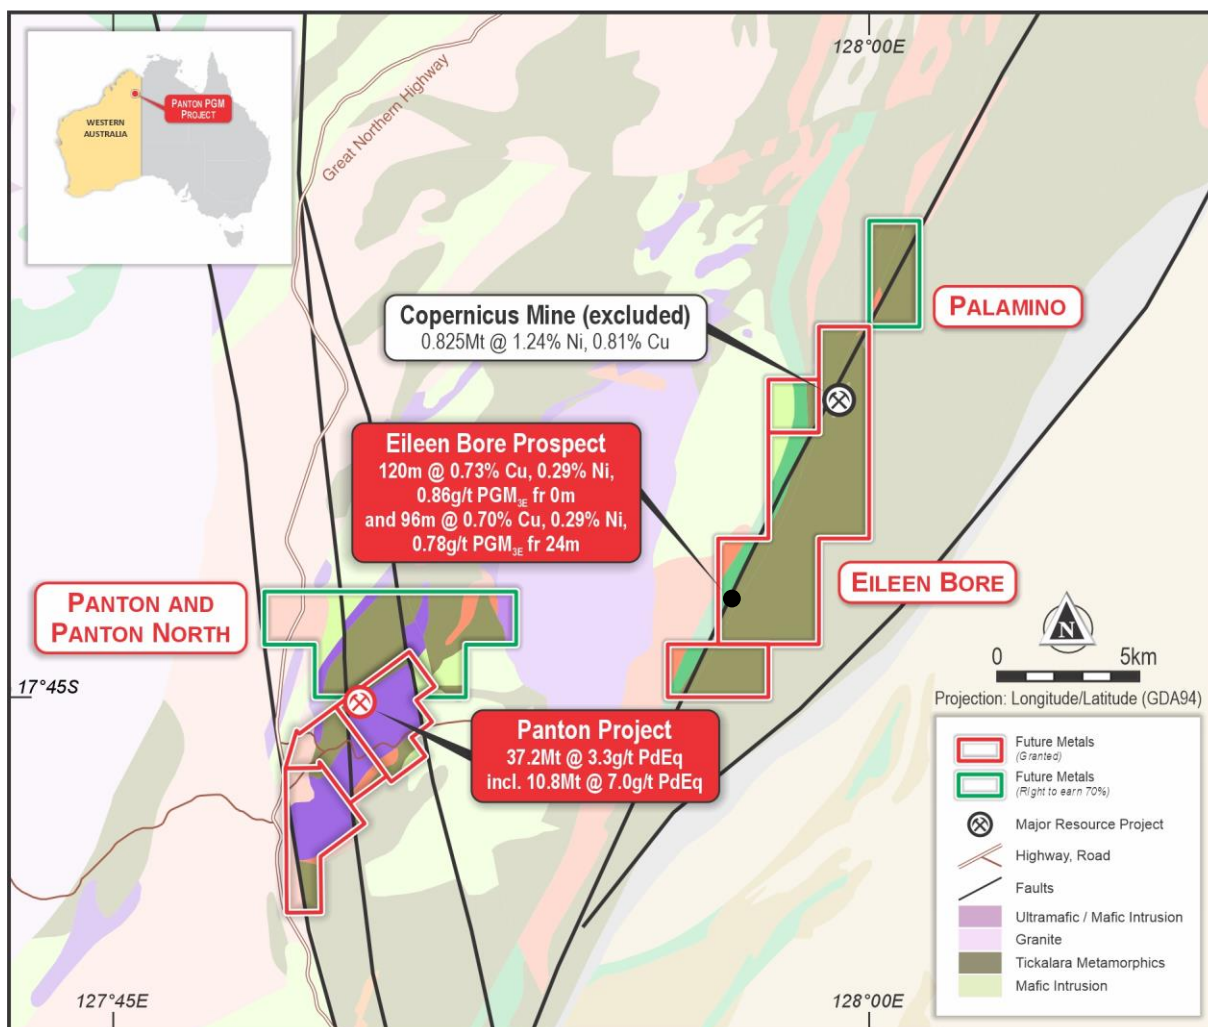 128°00'E
WESTERN
AUSTRALIA
PANTON PGM
PROJECT
Great Northern Highway
Copernicus Mine (excluded)
0.825Mt @ 1.24% Ni, 0.81% Cu
PALAMINO
Eileen Bore Prospect
120m @ 0.73% Cu, 0.29% Ni,
0.86g/t PGM3E fr 0m
and 96m @ 0.70% Cu, 0.29% Ni,
0.78g/t PGM3E fr 24m
EILEEN BORE
PANTON AND
PANTON NORTH
N
0 5km
17°45'S
Projection: Longitude/Latitude (GDA94)
Panton Project
37.2Mt @ 3.3g/t PdEq
incl. 10.8Mt @ 7.0g/t PdEq
Future Metals
(Granted)
Future Metals
(Right to earn 70%)
Major Resource Project
Highway, Road
Faults
Ultramafic / Mafic Intrusion
Granite
Tickalara Metamorphics
Mafic Intrusion
127°45'E
128°00'E